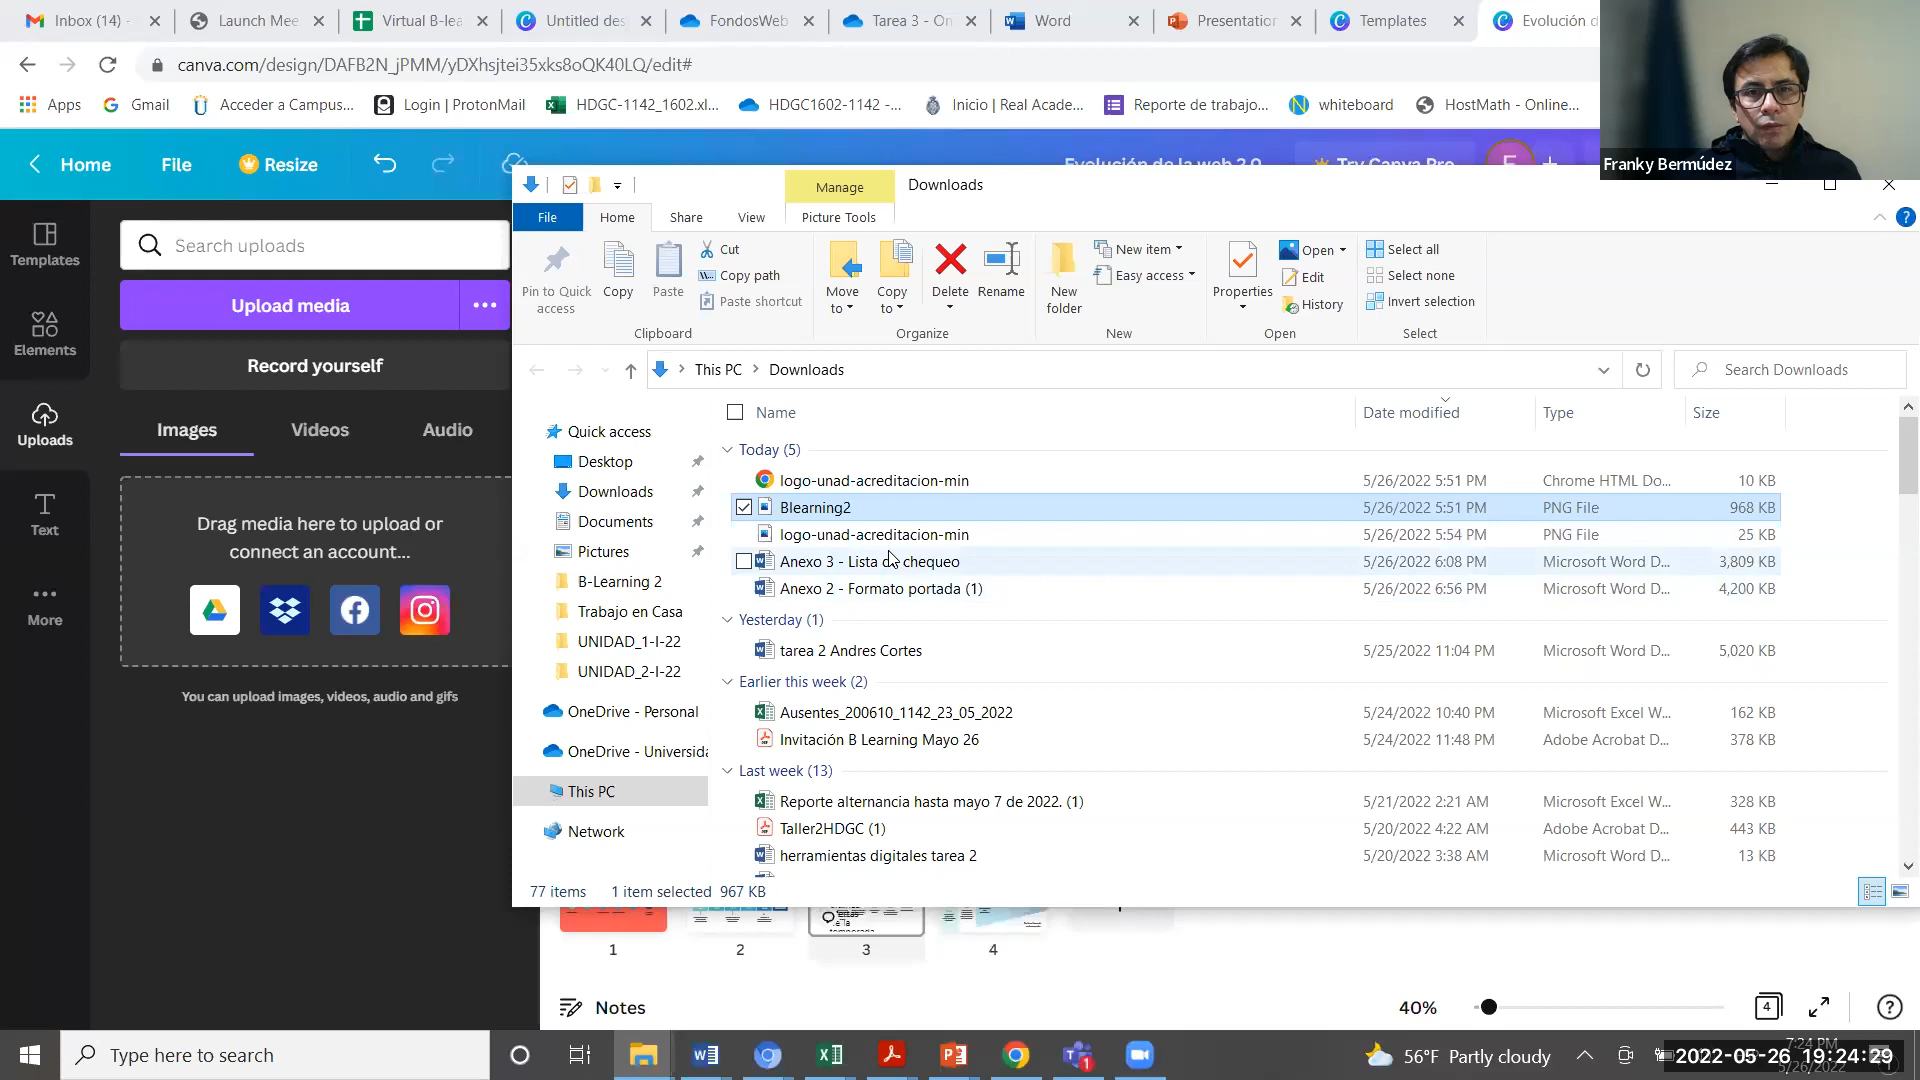 Inbox (14) -
Launch Mee
Virtual B-lea
Untitled des
FondosWeb
Tarea 3 - On
Word
Presentation
Templates
Evolución d
canva.com/design/DAFB2N_jPMM/yDXhsjtei35xks8oQK40LQ/edit#
Apps
Gmail
Acceder a Campus...
Login | ProtonMail
HDGC-1142_1602.xl...
HDGC1602-1142 -...
Inicio | Real Acade...
Reporte de trabajo...
whiteboard
HostMath - Online...
Franky Bermúdez
Home
File
Resize
Evolución de la web 2.0
Try Canva Pro
Templates
Elements
Uploads
Text
More
Search uploads
Upload media
Record yourself
Images
Videos
Audio
Drag media here to upload or
connect an account...
You can upload images, videos, audio and gifs
Manage
Downloads
File
Home
Share
View
Picture Tools
Pin to Quick
access
Copy
Paste
Cut
Copy path
Paste shortcut
Clipboard
Move
to
Copy
to
Delete
Rename
Organize
New
folder
New item
Easy access
New
Properties
Open
Edit
History
Open
Select all
Select none
Invert selection
Select
This PC
Downloads
Search Downloads
Quick access
Desktop
Downloads
Documents
Pictures
B-Learning 2
Trabajo en Casa
UNIDAD_1-I-22
UNIDAD_2-I-22
OneDrive - Personal
OneDrive - Universida
This PC
Network
Name
Date modified
Type
Size
Today (5)
logo-unad-acreditacion-min 5/26/2022 5:51 PM Chrome HTML Do... 10 KB
Blearning2 5/26/2022 5:51 PM PNG File 968 KB
logo-unad-acreditacion-min 5/26/2022 5:54 PM PNG File 25 KB
Anexo 3 - Lista de chequeo 5/26/2022 6:08 PM Microsoft Word D... 3,809 KB
Anexo 2 - Formato portada (1) 5/26/2022 6:56 PM Microsoft Word D... 4,200 KB
Yesterday (1)
tarea 2 Andres Cortes 5/25/2022 11:04 PM Microsoft Word D... 5,020 KB
Earlier this week (2)
Ausentes_200610_1142_23_05_2022 5/24/2022 10:40 PM Microsoft Excel W... 162 KB
Invitación B Learning Mayo 26 5/24/2022 11:48 PM Adobe Acrobat D... 378 KB
Last week (13)
Reporte alternancia hasta mayo 7 de 2022. (1) 5/21/2022 2:21 AM Microsoft Excel W... 328 KB
Taller2HDGC (1) 5/20/2022 4:22 AM Adobe Acrobat D... 443 KB
herramientas digitales tarea 2 5/20/2022 3:38 AM Microsoft Word D... 13 KB
77 items
1 item selected 967 KB
1
2
3
4
Notes
40%
4
Type here to search
56°F Partly cloudy
7:24 PM
2022-05-26 19:24:29
5/26/2022